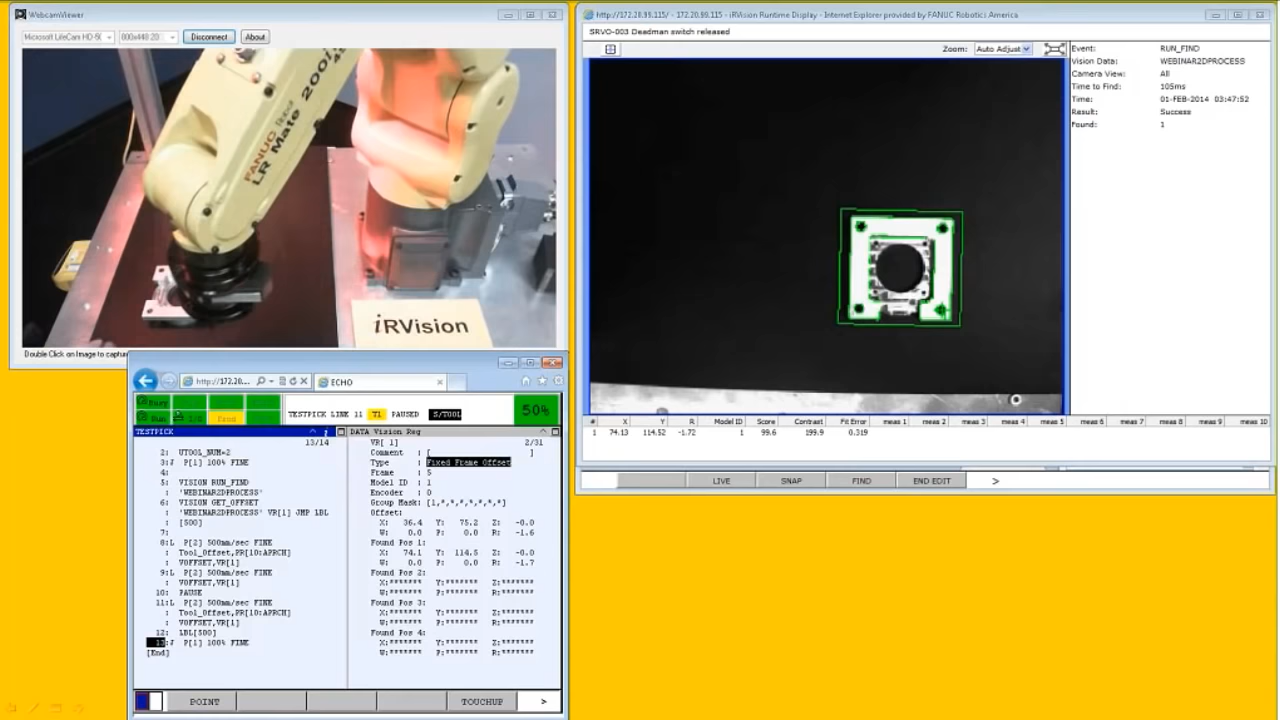 WebcamViewer
Microsoft LifeCam HD-5(
800x448:20
Disconnect
About
FANUC Robot
LR Mate 200i
iRVision
Double Click on Image to captur
http://172.20.99.115/ - 172.20.99.115 - iRVision Runtime Display - Internet Explorer provided by FANUC Robotics America
SRVO-003 Deadman switch released
Zoom: Auto Adjust
Event: RUN_FIND
Vision Data: WEBINAR2DPROCESS
Camera View: All
Time to Find: 105ms
Time: 01-FEB-2014 03:47:52
Result: Success
Found: 1
# X Y R Model ID Score Contrast Fit Error meas 1 meas 2 meas 3 meas 4 meas 5 meas 6 meas 7 meas 8 meas 9 meas 10
1 74.13 114.52 -1.72 1 99.6 199.9 0.319
LIVE SNAP FIND END EDIT >
http://172.20...
ECHO
Busy
Run I/O Prod
TESTPICK LINE 11 T1 PAUSED S/TOOL
50%
TESTPICK
13/14
2: UTOOL_NUM=2
3:J P[1] 100% FINE
4:
5: VISION RUN_FIND
: 'WEBINAR2DPROCESS'
6: VISION GET_OFFSET
: 'WEBINAR2DPROCESS' VR[1] JMP LBL
: [500]
7:
8:L P[2] 500mm/sec FINE
: Tool_Offset,PR[10:APRCH]
: VOFFSET,VR[1]
9:L P[2] 500mm/sec FINE
: VOFFSET,VR[1]
10: PAUSE
11:L P[2] 500mm/sec FINE
: Tool_Offset,PR[10:APRCH]
: VOFFSET,VR[1]
12: LBL[500]
13:J P[1] 100% FINE
[End]
DATA Vision Reg
VR[ 1] 2/31
Comment : [ ]
Type : Fixed Frame Offset
Frame : 5
Model ID : 1
Encoder : 0
Group Mask: [1,*,*,*,*,*,*,*]
Offset:
X: 36.4 Y: 75.2 Z: -0.0
W: 0.0 P: 0.0 R: -1.6
Found Pos 1:
X: 74.1 Y: 114.5 Z: -0.0
W: 0.0 P: 0.0 R: -1.7
Found Pos 2:
X:******* Y:******* Z:*******
W:******* P:******* R:*******
Found Pos 3:
X:******* Y:******* Z:*******
W:******* P:******* R:*******
Found Pos 4:
X:******* Y:******* Z:*******
W:******* P:******* R:*******
POINT TOUCHUP >